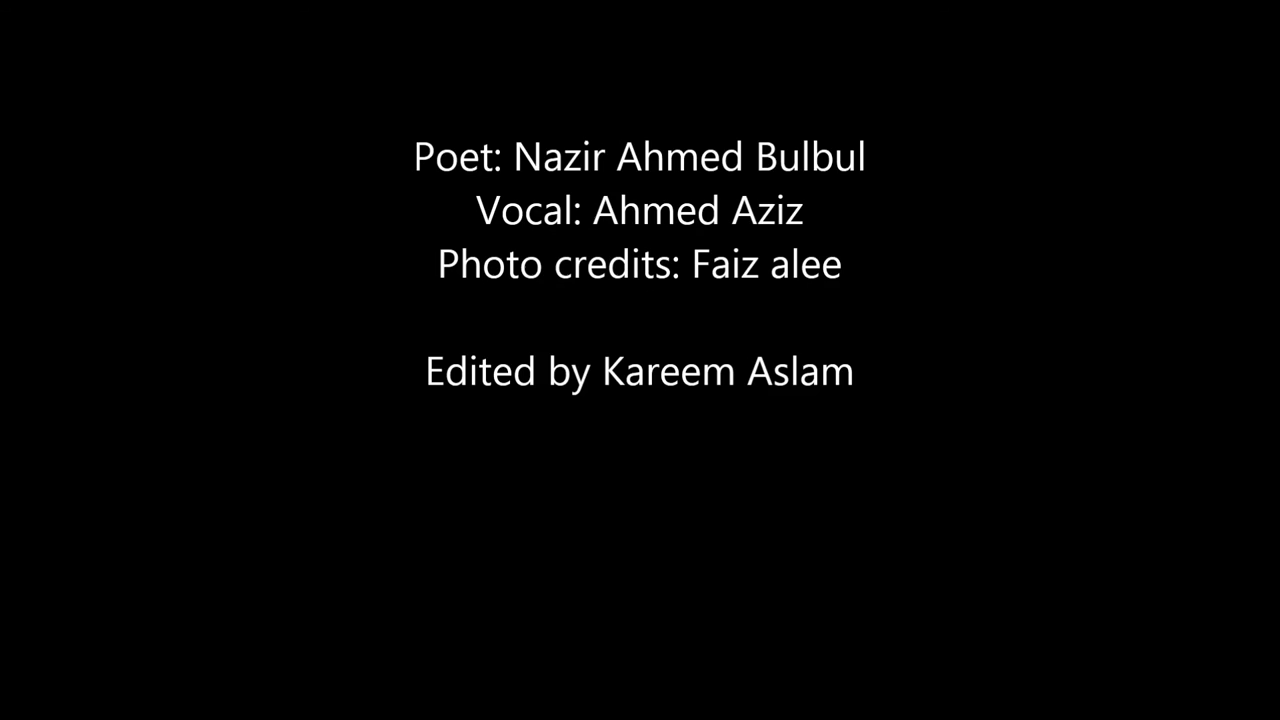 Poet: Nazir Ahmed Bulbul
Vocal: Ahmed Aziz
Photo credits: Faiz alee
Edited by Kareem Aslam